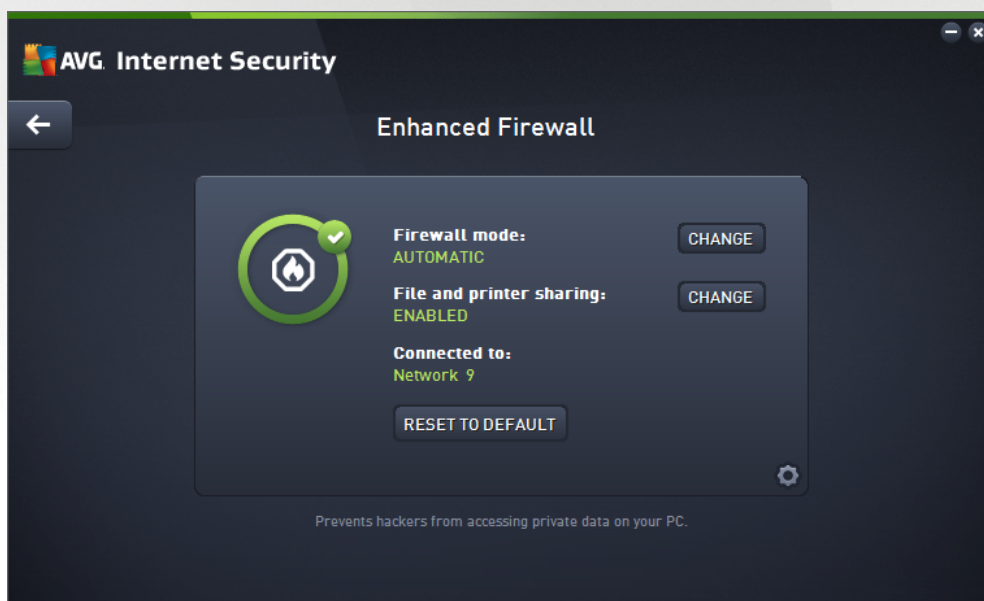 AVG. Internet Security
Enhanced Firewall
Firewall mode:
CHANGE
AUTOMATIC
File and printer sharing:
CHANGE
ENABLED
Connected to:
Network 9
RESET TO DEFAULT
Prevents hackers from accessing private data on your PC.